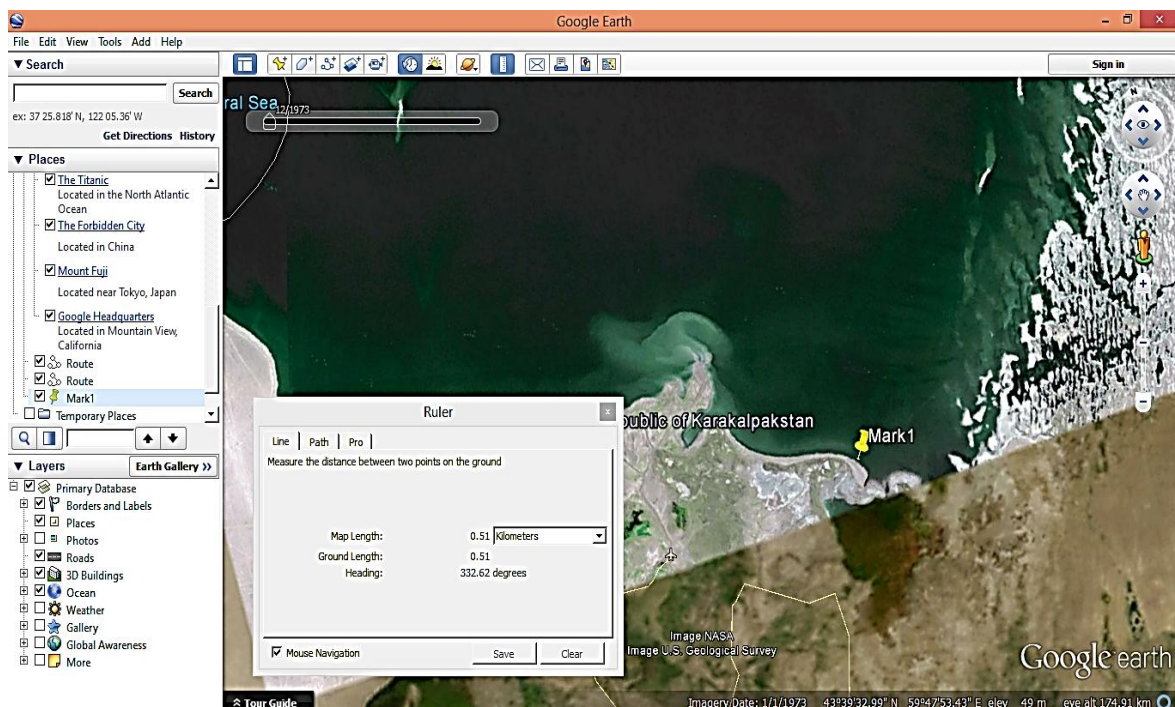 Google Earth
File Edit View Tools Add Help
▼ Search
Search
ex: 37 25.818' N, 122 05.36' W
Get Directions History
▼ Places
The Titanic
Located in the North Atlantic
Ocean
The Forbidden City
Located in China
Mount Fuji
Located near Tokyo, Japan
Google Headquarters
Located in Mountain View,
California
Route
Route
Mark1
Temporary Places
▼ Layers
Earth Gallery »
Primary Database
Borders and Labels
Places
Photos
Roads
3D Buildings
Ocean
Weather
Gallery
Global Awareness
More
Sign in
ral Sea
12/1973
N
public of Karakalpakstan
Mark1
Ruler
x
Line Path Pro
Measure the distance between two points on the ground
Map Length: 0.51 Kilometers
Ground Length: 0.51
Heading: 332.62 degrees
Mouse Navigation Save Clear
Image NASA
Image U.S. Geological Survey
Google earth
Tour Guide
Imagery Date: 1/1/1973 43°39'32.99" N 59°47'53.43" E elev 49 m eye alt 174.91 km